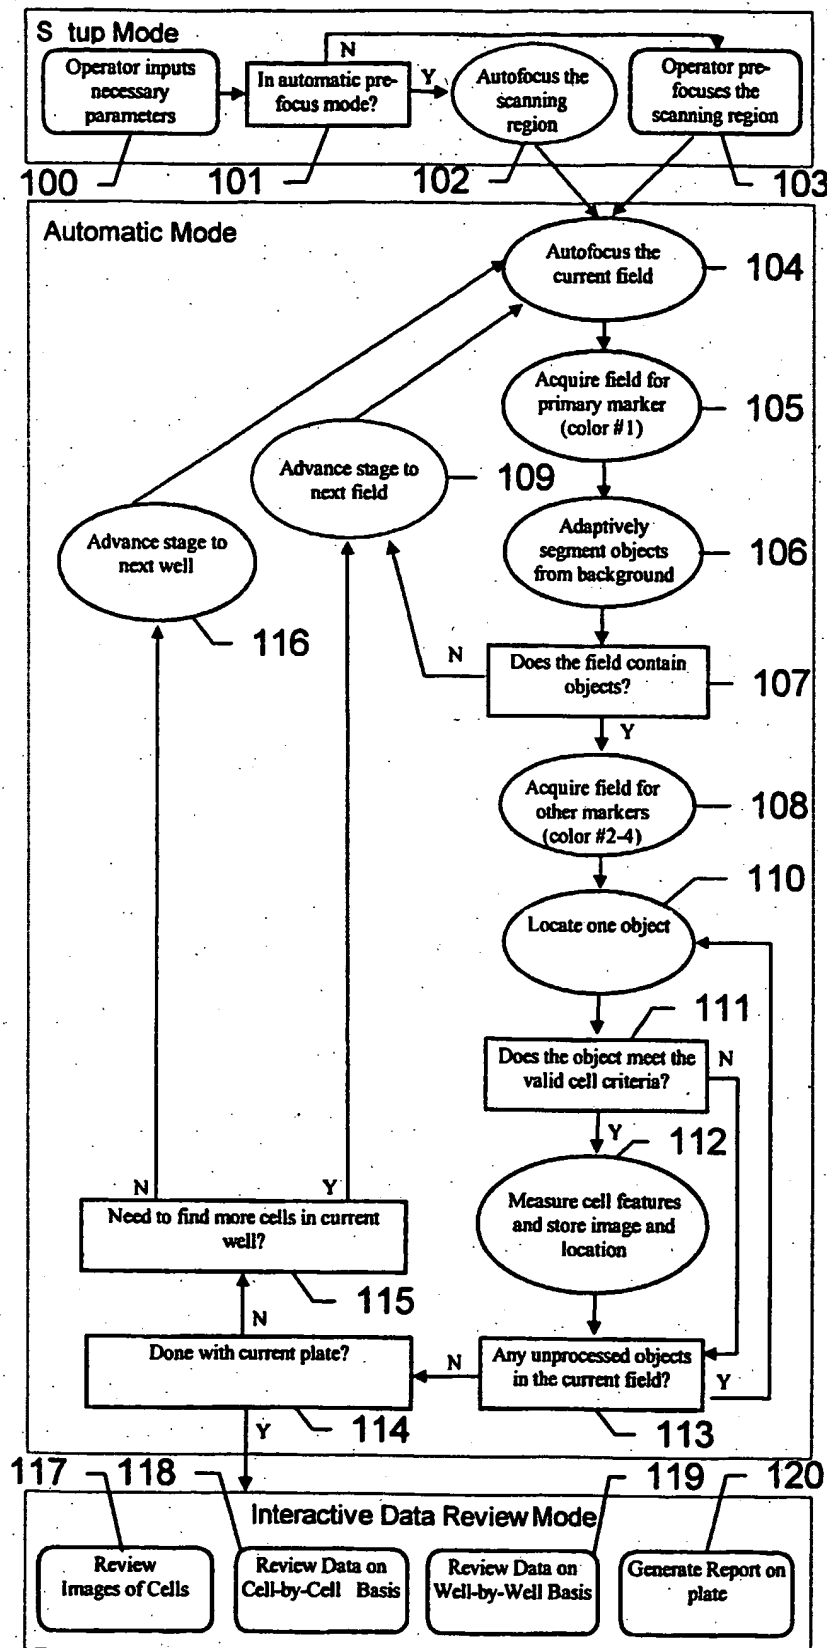 S tup Mode
N
Operator inputs
necessary
parameters
In automatic pre-
focus mode?
Y
Autofocus the
scanning
region
Operator pre-
focuses the
scanning region
100
101
102
103
Automatic Mode
Autofocus the
current field
104
Acquire field for
primary marker
(color #1)
105
Advance stage to
next field
109
Advance stage to
next well
116
Adaptively
segment objects
from background
106
N
Does the field contain
objects?
107
Y
Acquire field for
other markers
(color #2-4)
108
110
Locate one object
111
Does the object meet the
valid cell criteria?
N
Y
112
Measure cell features
and store image and
location
N
Y
Need to find more cells in current
well?
115
N
Done with current plate?
N
Any unprocessed objects
in the current field?
Y
114
113
Y
117
118
119
120
Interactive Data Review Mode
Review
Images of Cells
Review Data on
Cell-by-Cell Basis
Review Data on
Well-by-Well Basis
Generate Report on
plate